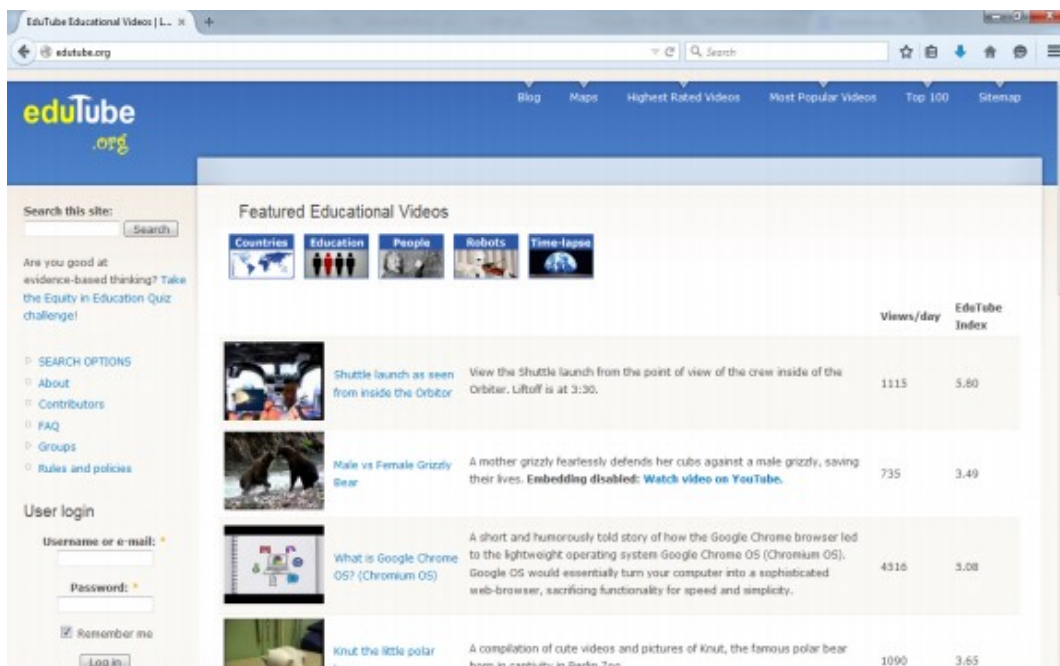 EduTube Educational Videos | L...
edutube.org
Search
eduTube
.org
Blog
Maps
Highest Rated Videos
Most Popular Videos
Top 100
Sitemap
Search this site:
Search
Are you good at
evidence-based thinking? Take
the Equity in Education Quiz
challenge!
SEARCH OPTIONS
About
Contributors
FAQ
Groups
Rules and policies
User login
Username or e-mail: *
Password: *
Remember me
Log in
Featured Educational Videos
Countries
Education
People
Robots
Time-lapse
Views/day
EduTube
Index
Shuttle launch as seen
from inside the Orbitor
View the Shuttle launch from the point of view of the crew inside of the
Orbiter. Liftoff is at 3:30.
1115
5.80
Male vs Female Grizzly
Bear
A mother grizzly fearlessly defends her cubs against a male grizzly, saving
their lives. Embedding disabled: Watch video on YouTube.
735
3.49
What is Google Chrome
OS? (Chromium OS)
A short and humorously told story of how the Google Chrome browser led
to the lightweight operating system Google Chrome OS (Chromium OS).
Google OS would essentially turn your computer into a sophisticated
web-browser, sacrificing functionality for speed and simplicity.
4316
3.08
Knut the little polar
A compilation of cute videos and pictures of Knut, the famous polar bear
born in captivity in Berlin Zoo.
1090
3.65